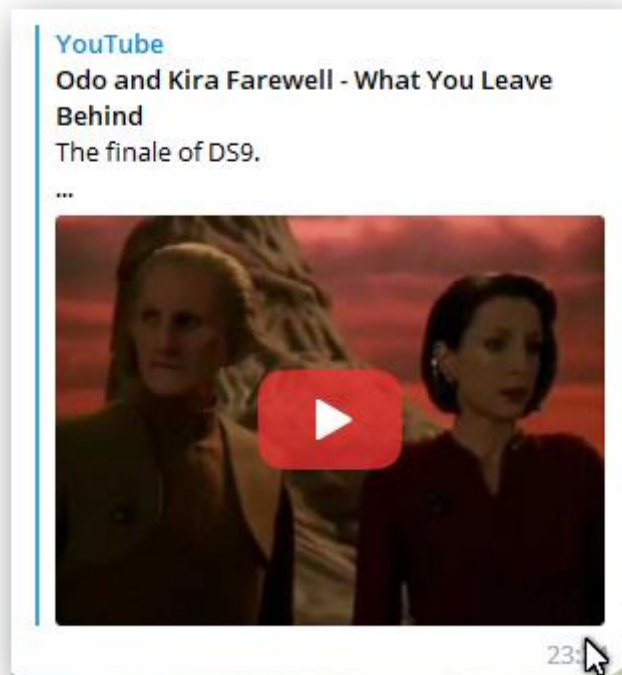 YouTube
Odo and Kira Farewell - What You Leave
Behind
The finale of DS9.
...